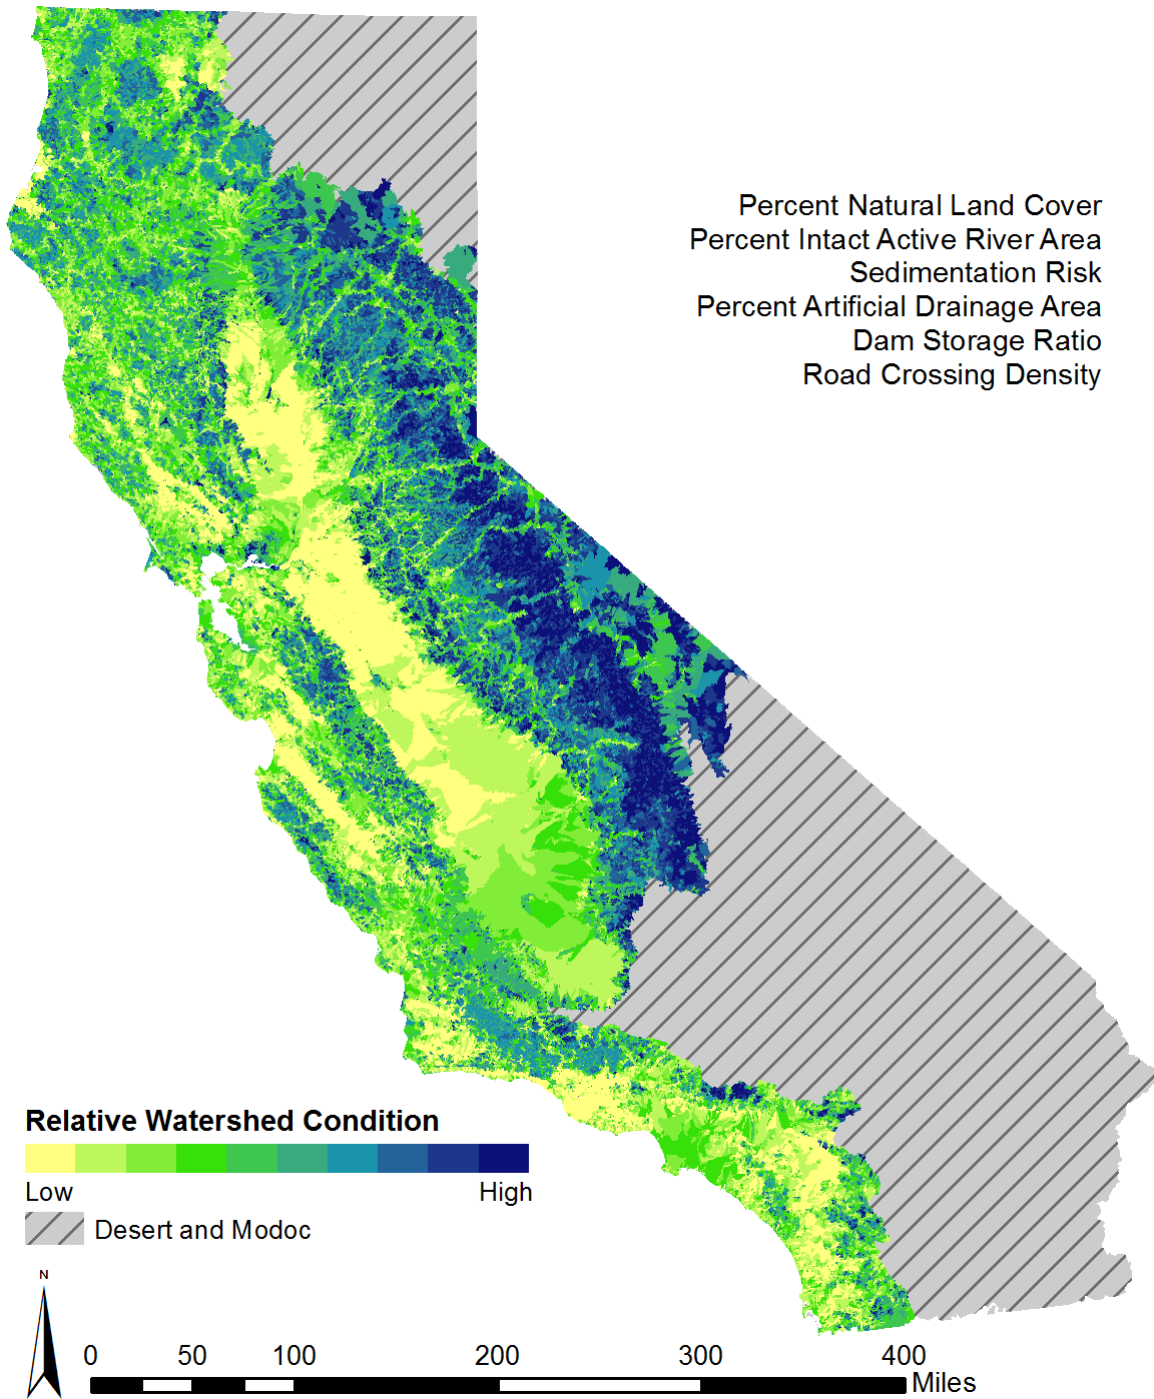 Percent Natural Land Cover
Percent Intact Active River Area
Sedimentation Risk
Percent Artificial Drainage Area
Dam Storage Ratio
Road Crossing Density
Relative Watershed Condition
Low High
Desert and Modoc
N
0 50 100 200 300 400
Miles